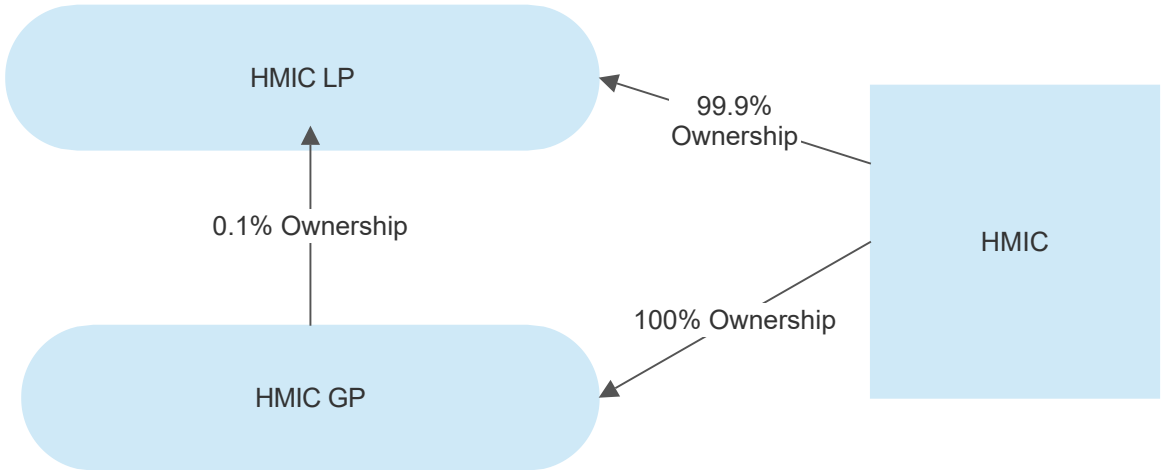 HMIC LP
99.9%
Ownership
0.1% Ownership
HMIC
100% Ownership
HMIC GP